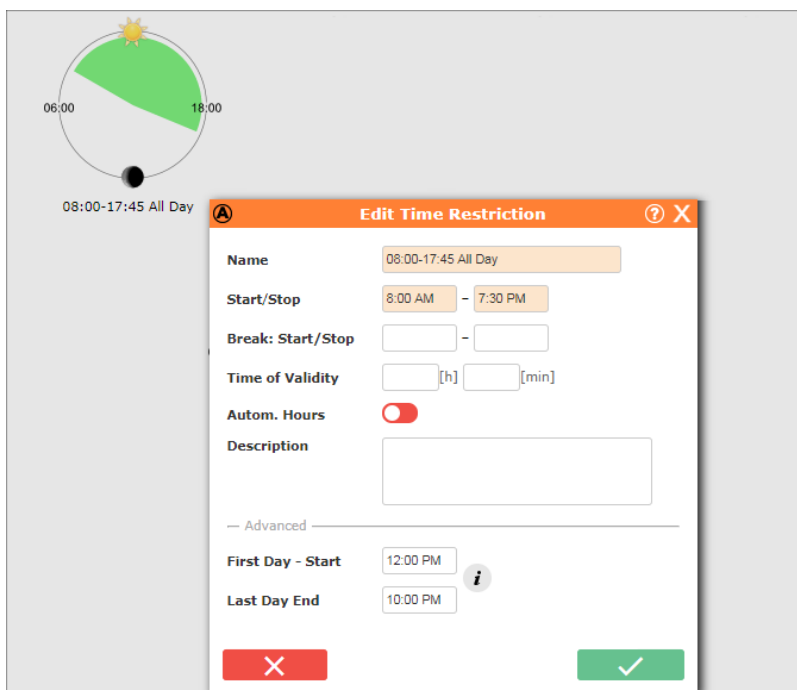 06:00 18:00
08:00-17:45 All Day
A Edit Time Restriction ? X
Name 08:00-17:45 All Day
Start/Stop 8:00 AM – 7:30 PM
Break: Start/Stop –
Time of Validity [h] [min]
Autom. Hours
Description
Advanced
First Day - Start 12:00 PM
i
Last Day End 10:00 PM